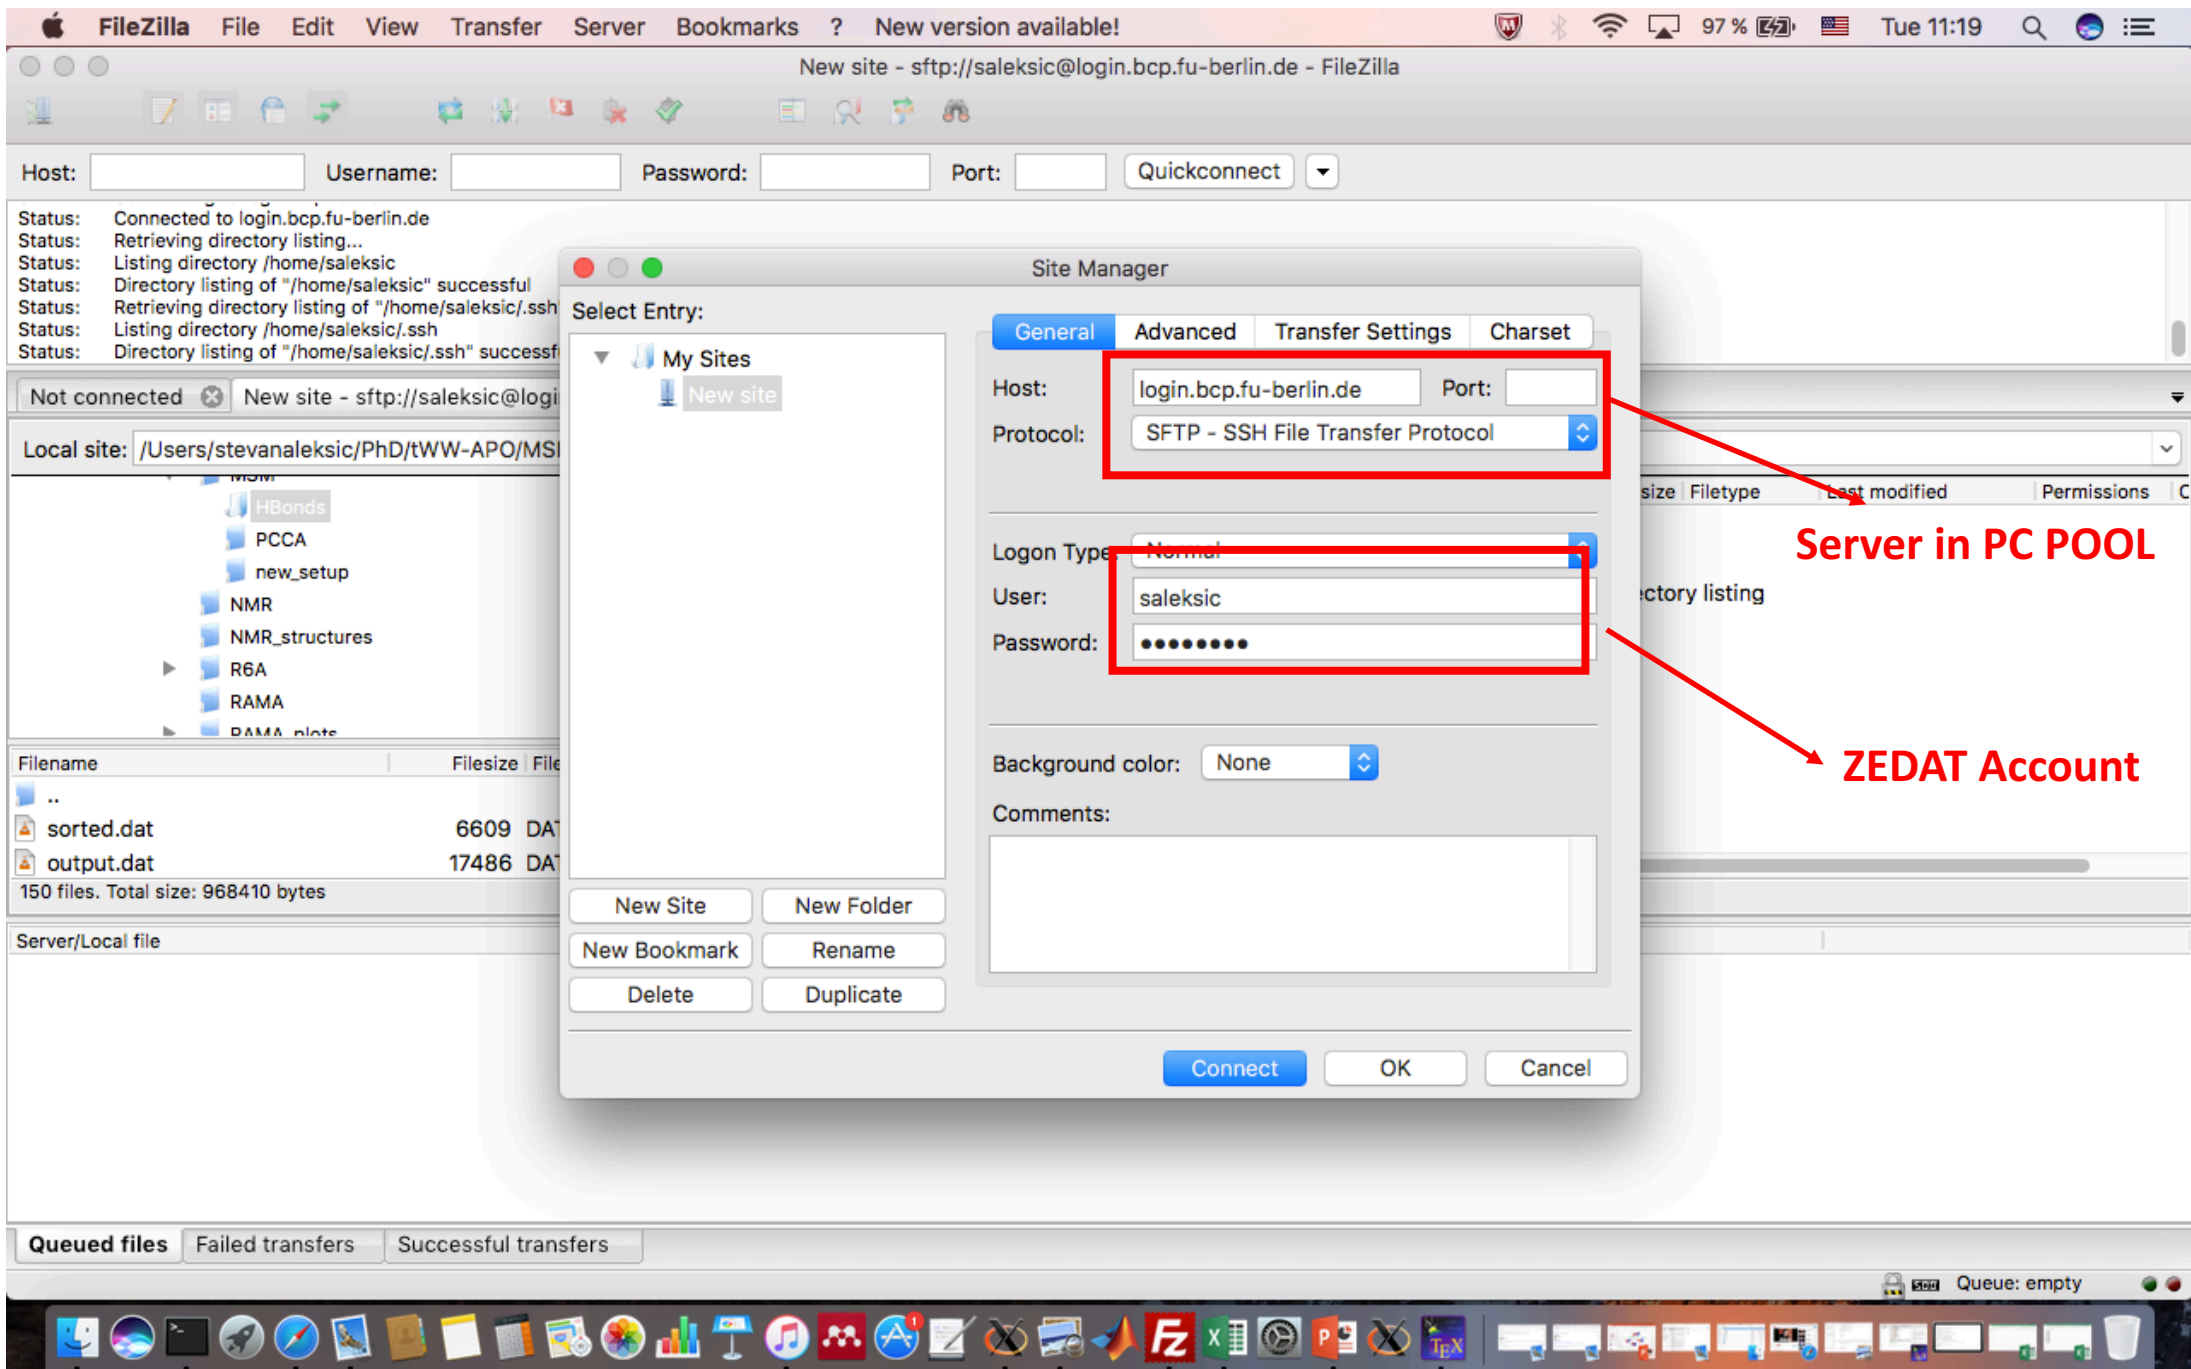 FileZilla File Edit View Transfer Server Bookmarks ? New version available! 97 % Tue 11:19
New site - sftp://saleksic@login.bcp.fu-berlin.de - FileZilla
Host: Username: Password: Port: Quickconnect
Status: Connected to login.bcp.fu-berlin.de
Status: Retrieving directory listing...
Status: Listing directory /home/saleksic
Status: Directory listing of "/home/saleksic" successful
Status: Retrieving directory listing of "/home/saleksic/.ssh"
Status: Listing directory /home/saleksic/.ssh
Status: Directory listing of "/home/saleksic/.ssh" successf
Not connected New site - sftp://saleksic@logi
Local site: /Users/stevanaleksic/PhD/tWW-APO/MS
MSM
HBonds
PCCA
new_setup
NMR
NMR_structures
R6A
RAMA
RAMA_plots
Filename Filesize File
..
sorted.dat 6609 DAT
output.dat 17486 DAT
150 files. Total size: 968410 bytes
Server/Local file
Site Manager
Select Entry:
My Sites
New site
New Site New Folder
New Bookmark Rename
Delete Duplicate
General Advanced Transfer Settings Charset
Host: login.bcp.fu-berlin.de Port:
Protocol: SFTP - SSH File Transfer Protocol
Logon Type: Normal
User: saleksic
Password: ●●●●●●●●
Background color: None
Comments:
Connect OK Cancel
size Filetype Last modified Permissions
Server in PC POOL
ectory listing
ZEDAT Account
Queued files Failed transfers Successful transfers
Queue: empty